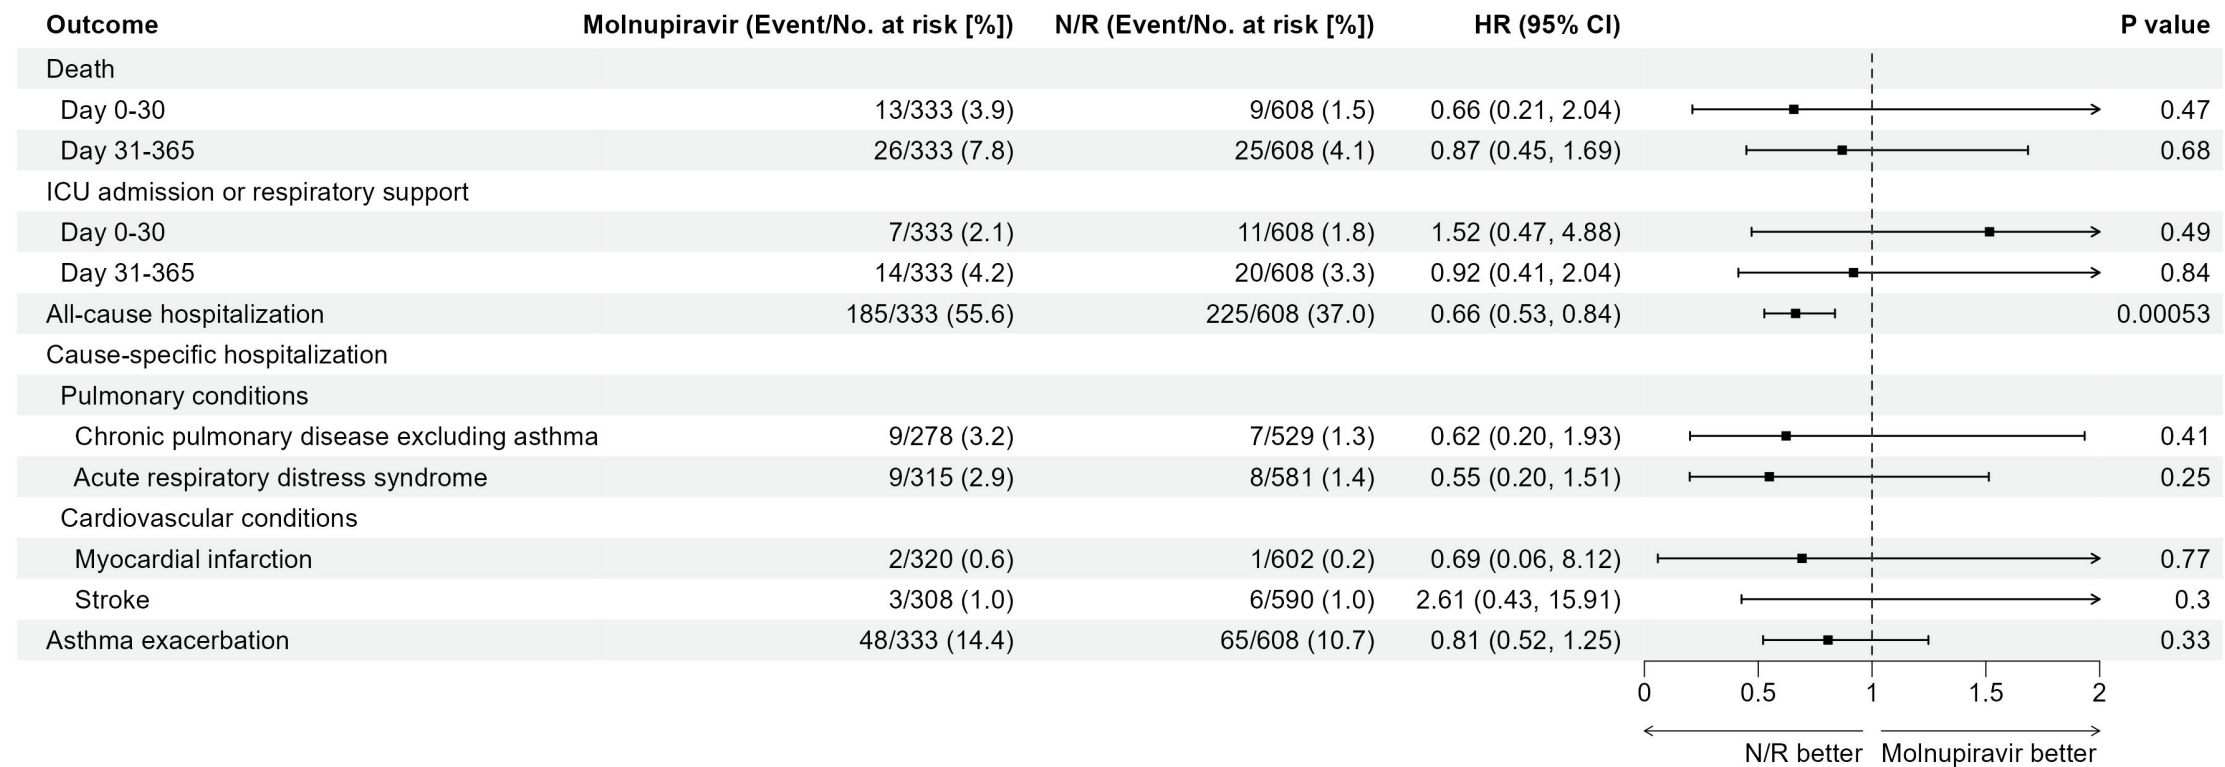 Outcome Molnupiravir (Event/No. at risk [%]) N/R (Event/No. at risk [%]) HR (95% CI) P value
Death
Day 0-30 13/333 (3.9) 9/608 (1.5) 0.66 (0.21, 2.04) 0.47
Day 31-365 26/333 (7.8) 25/608 (4.1) 0.87 (0.45, 1.69) 0.68
ICU admission or respiratory support
Day 0-30 7/333 (2.1) 11/608 (1.8) 1.52 (0.47, 4.88) 0.49
Day 31-365 14/333 (4.2) 20/608 (3.3) 0.92 (0.41, 2.04) 0.84
All-cause hospitalization 185/333 (55.6) 225/608 (37.0) 0.66 (0.53, 0.84) 0.00053
Cause-specific hospitalization
Pulmonary conditions
Chronic pulmonary disease excluding asthma 9/278 (3.2) 7/529 (1.3) 0.62 (0.20, 1.93) 0.41
Acute respiratory distress syndrome 9/315 (2.9) 8/581 (1.4) 0.55 (0.20, 1.51) 0.25
Cardiovascular conditions
Myocardial infarction 2/320 (0.6) 1/602 (0.2) 0.69 (0.06, 8.12) 0.77
Stroke 3/308 (1.0) 6/590 (1.0) 2.61 (0.43, 15.91) 0.3
Asthma exacerbation 48/333 (14.4) 65/608 (10.7) 0.81 (0.52, 1.25) 0.33
0 0.5 1 1.5 2
N/R better Molnupiravir better